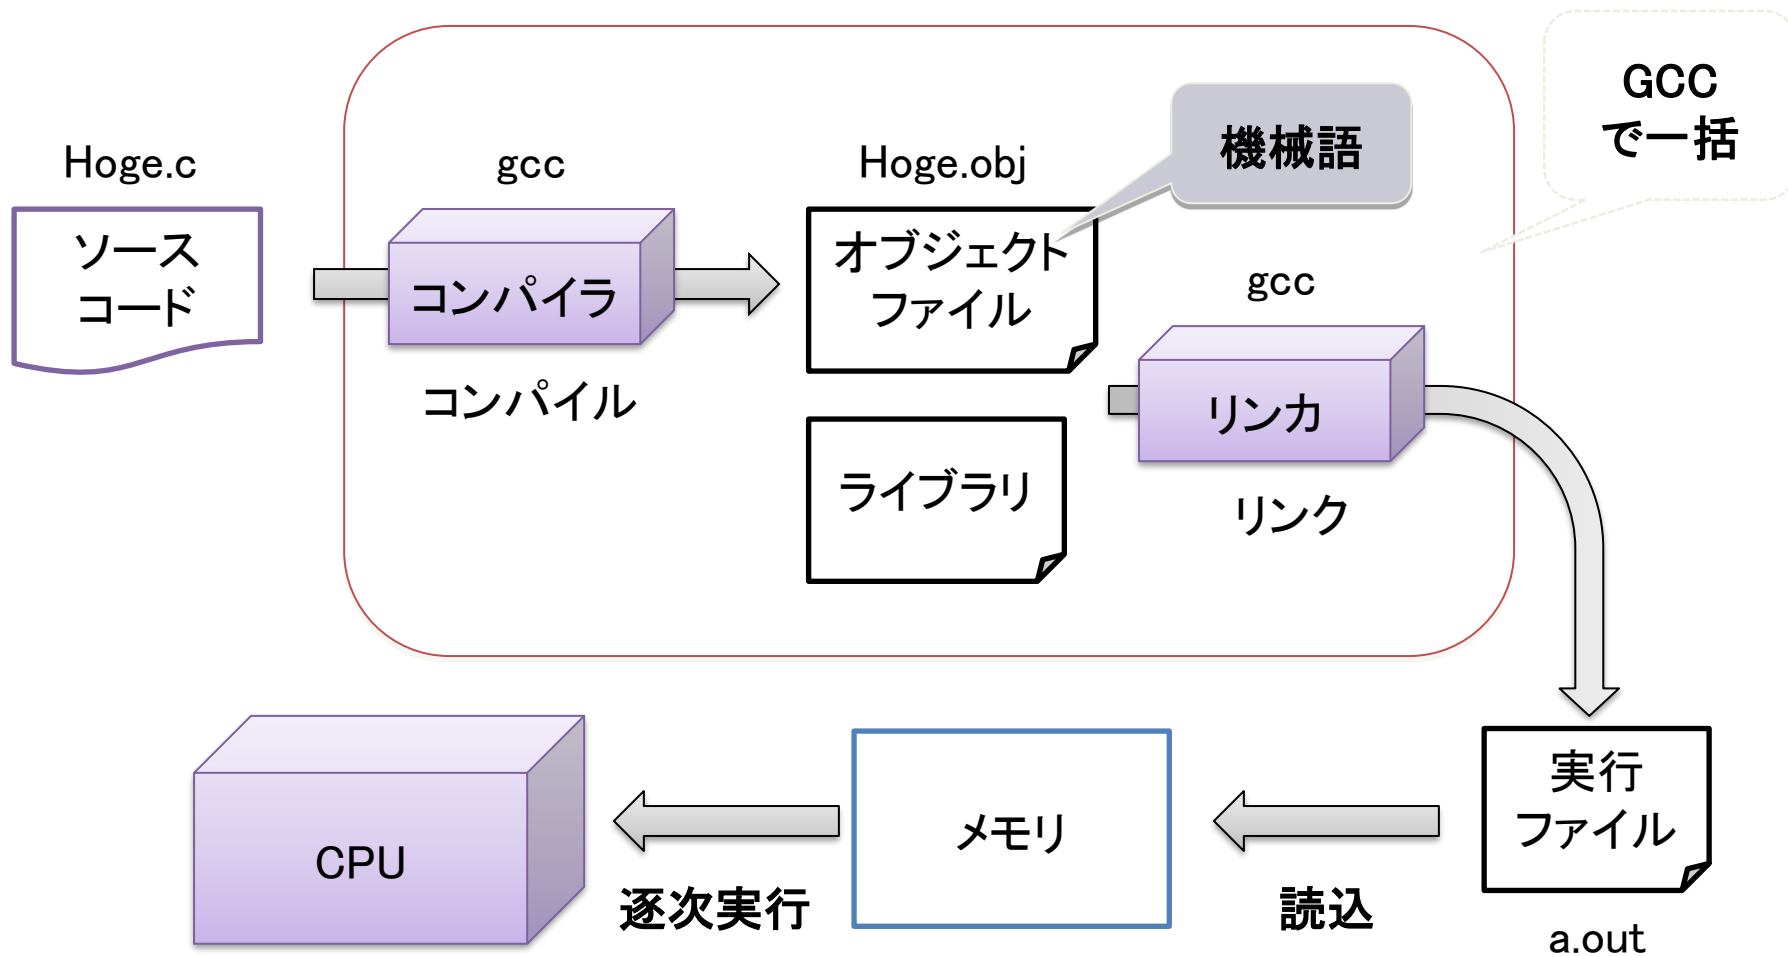 GCC
で一括
機械語
Hoge.c
gcc
Hoge.obj
ソース
コード
コンパイラ
オブジェクト
ファイル
gcc
コンパイル
リンカ
ライブラリ
リンク
CPU
メモリ
実行
ファイル
逐次実行
読込
a.out